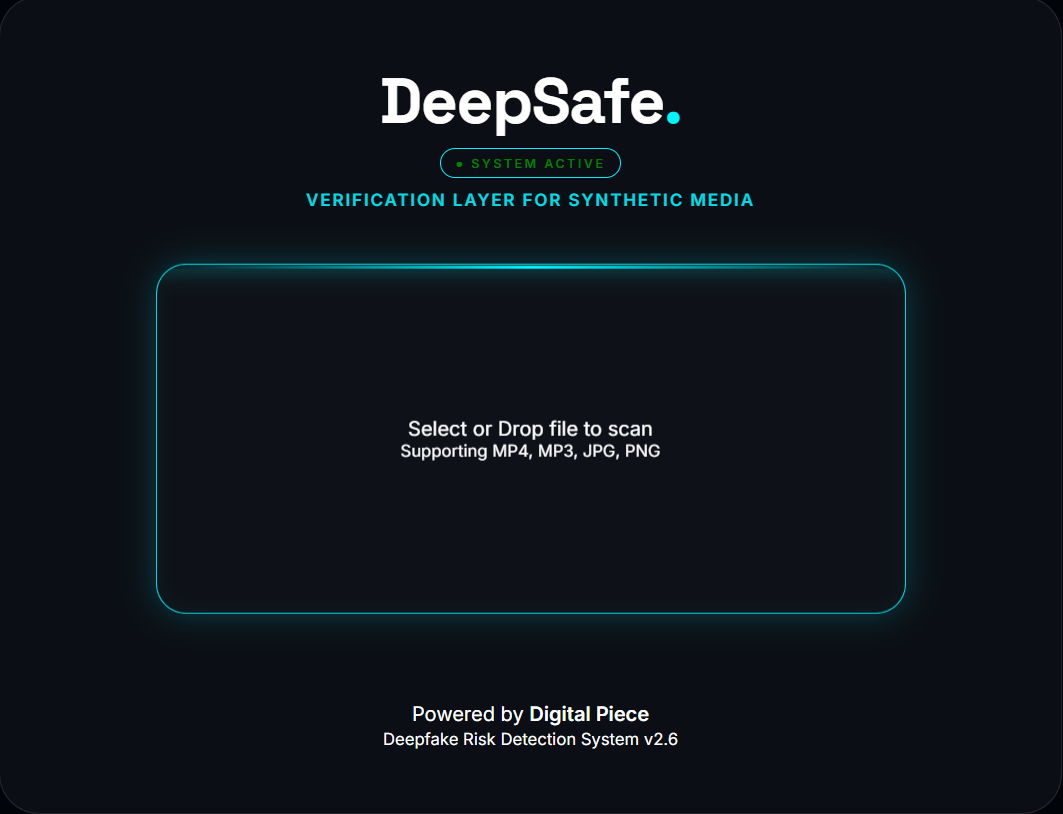 DeepSafe.
• SYSTEM ACTIVE
VERIFICATION LAYER FOR SYNTHETIC MEDIA
Select or Drop file to scan
Supporting MP4, MP3, JPG, PNG
Powered by Digital Piece
Deepfake Risk Detection System v2.6